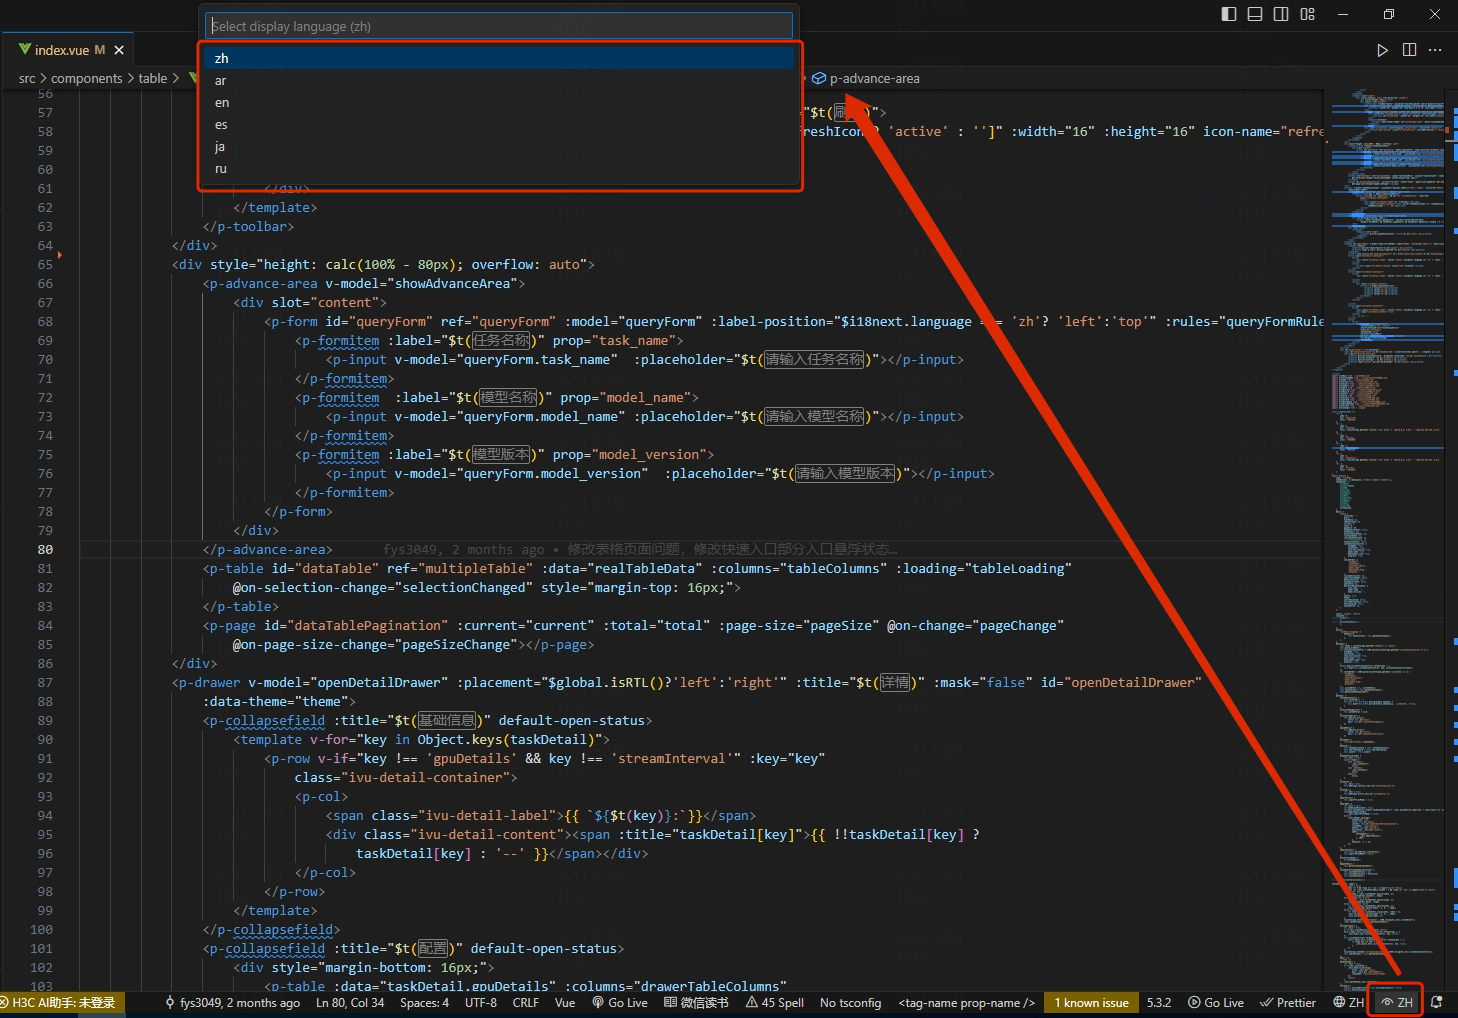 Select display language (zh)
zh
ar
en
es
ja
ru
index.vue M
src > components > table >
p-advance-area
56
57 "$t(刷新)">
58 freshIcon ? 'active' : '']" :width="16" :height="16" icon-name="refre
59
60
61 </div>
62 </template>
63 </p-toolbar>
64 </div>
65 <div style="height: calc(100% - 80px); overflow: auto">
66 <p-advance-area v-model="showAdvanceArea">
67 <div slot="content">
68 <p-form id="queryForm" ref="queryForm" :model="queryForm" :label-position="$i18next.language === 'zh'? 'left':'top'" :rules="queryFormRule
69 <p-formitem :label="$t(任务名称)" prop="task_name">
70 <p-input v-model="queryForm.task_name" :placeholder="$t(请输入任务名称)"></p-input>
71 </p-formitem>
72 <p-formitem :label="$t(模型名称)" prop="model_name">
73 <p-input v-model="queryForm.model_name" :placeholder="$t(请输入模型名称)"></p-input>
74 </p-formitem>
75 <p-formitem :label="$t(模型版本)" prop="model_version">
76 <p-input v-model="queryForm.model_version" :placeholder="$t(请输入模型版本)"></p-input>
77 </p-formitem>
78 </p-form>
79 </div>
80 </p-advance-area> fys3049, 2 months ago • 修改表格页面问题，修改快速入口部分入口悬浮状态…
81 <p-table id="dataTable" ref="multipleTable" :data="realTableData" :columns="tableColumns" :loading="tableLoading"
82 @on-selection-change="selectionChanged" style="margin-top: 16px;">
83 </p-table>
84 <p-page id="dataTablePagination" :current="current" :total="total" :page-size="pageSize" @on-change="pageChange"
85 @on-page-size-change="pageSizeChange"></p-page>
86 </div>
87 <p-drawer v-model="openDetailDrawer" :placement="$global.isRTL()?'left':'right'" :title="$t(详情)" :mask="false" id="openDetailDrawer"
88 :data-theme="theme">
89 <p-collapsefield :title="$t(基础信息)" default-open-status>
90 <template v-for="key in Object.keys(taskDetail)">
91 <p-row v-if="key !== 'gpuDetails' && key !== 'streamInterval'" :key="key"
92 class="ivu-detail-container">
93 <p-col>
94 <span class="ivu-detail-label">{{ `${$t(key)}:`}}</span>
95 <div class="ivu-detail-content"><span :title="taskDetail[key]">{{ !!taskDetail[key] ?
96 taskDetail[key] : '--' }}</span></div>
97 </p-col>
98 </p-row>
99 </template>
100 </p-collapsefield>
101 <p-collapsefield :title="$t(配置)" default-open-status>
102 <div style="margin-bottom: 16px;">
103 <p-table :data="taskDetail.gpuDetails" :columns="drawerTableColumns"
H3C AI助手: 未登录 fys3049, 2 months ago Ln 80, Col 34 Spaces: 4 UTF-8 CRLF Vue Go Live 微信读书 45 Spell No tsconfig <tag-name prop-name /> 1 known issue 5.3.2 Go Live Prettier ZH ZH